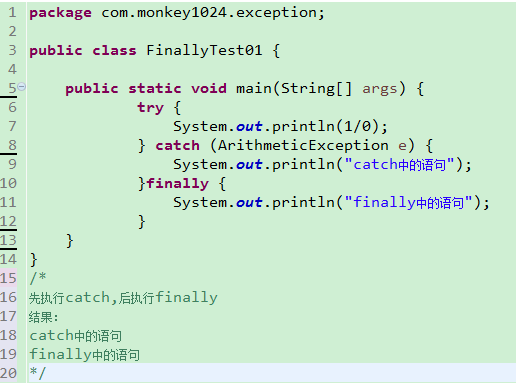 1 package com.monkey1024.exception;
2
3 public class FinallyTest01 {
4
5     public static void main(String[] args) {
6             try {
7                 System.out.println(1/0);
8             } catch (ArithmeticException e) {
9                 System.out.println("catch中的语句");
10             }finally {
11                 System.out.println("finally中的语句");
12             }
13     }
14 }
15 /*
16 先执行catch,后执行finally
17 结果:
18 catch中的语句
19 finally中的语句
20 */